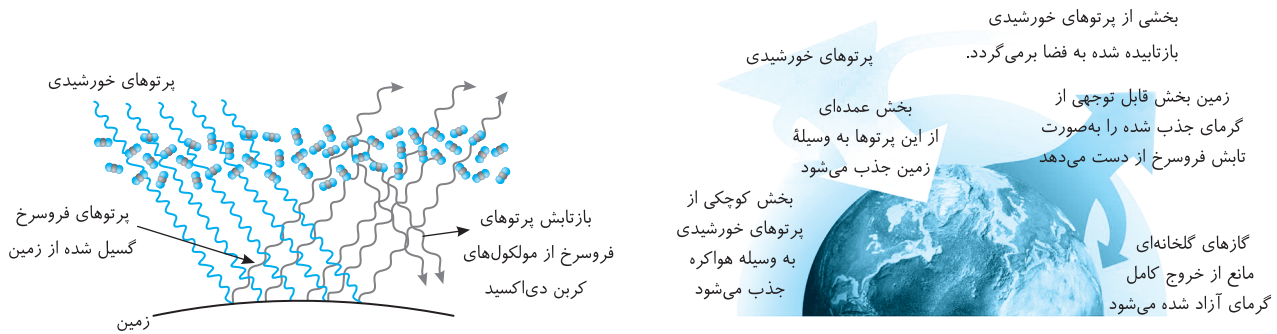 بخشی از پرتوهای خورشیدی
بازتابیده شده به فضا برمی‌گردد.
پرتوهای خورشیدی
بخش عمده‌ای
از این پرتوها به وسیلهٔ
زمین جذب می‌شود
زمین بخش قابل توجهی از
گرمای جذب شده را به‌صورت
تابش فروسرخ از دست می‌دهد
بخش کوچکی از
پرتوهای خورشیدی
به وسیله هواکره
جذب می‌شود
گازهای گلخانه‌ای
مانع از خروج کامل
گرمای آزاد شده می‌شود
پرتوهای خورشیدی
پرتوهای فروسرخ
گسیل شده از زمین
بازتابش پرتوهای
فروسرخ از مولکول‌های
کربن دی‌اکسید
زمین